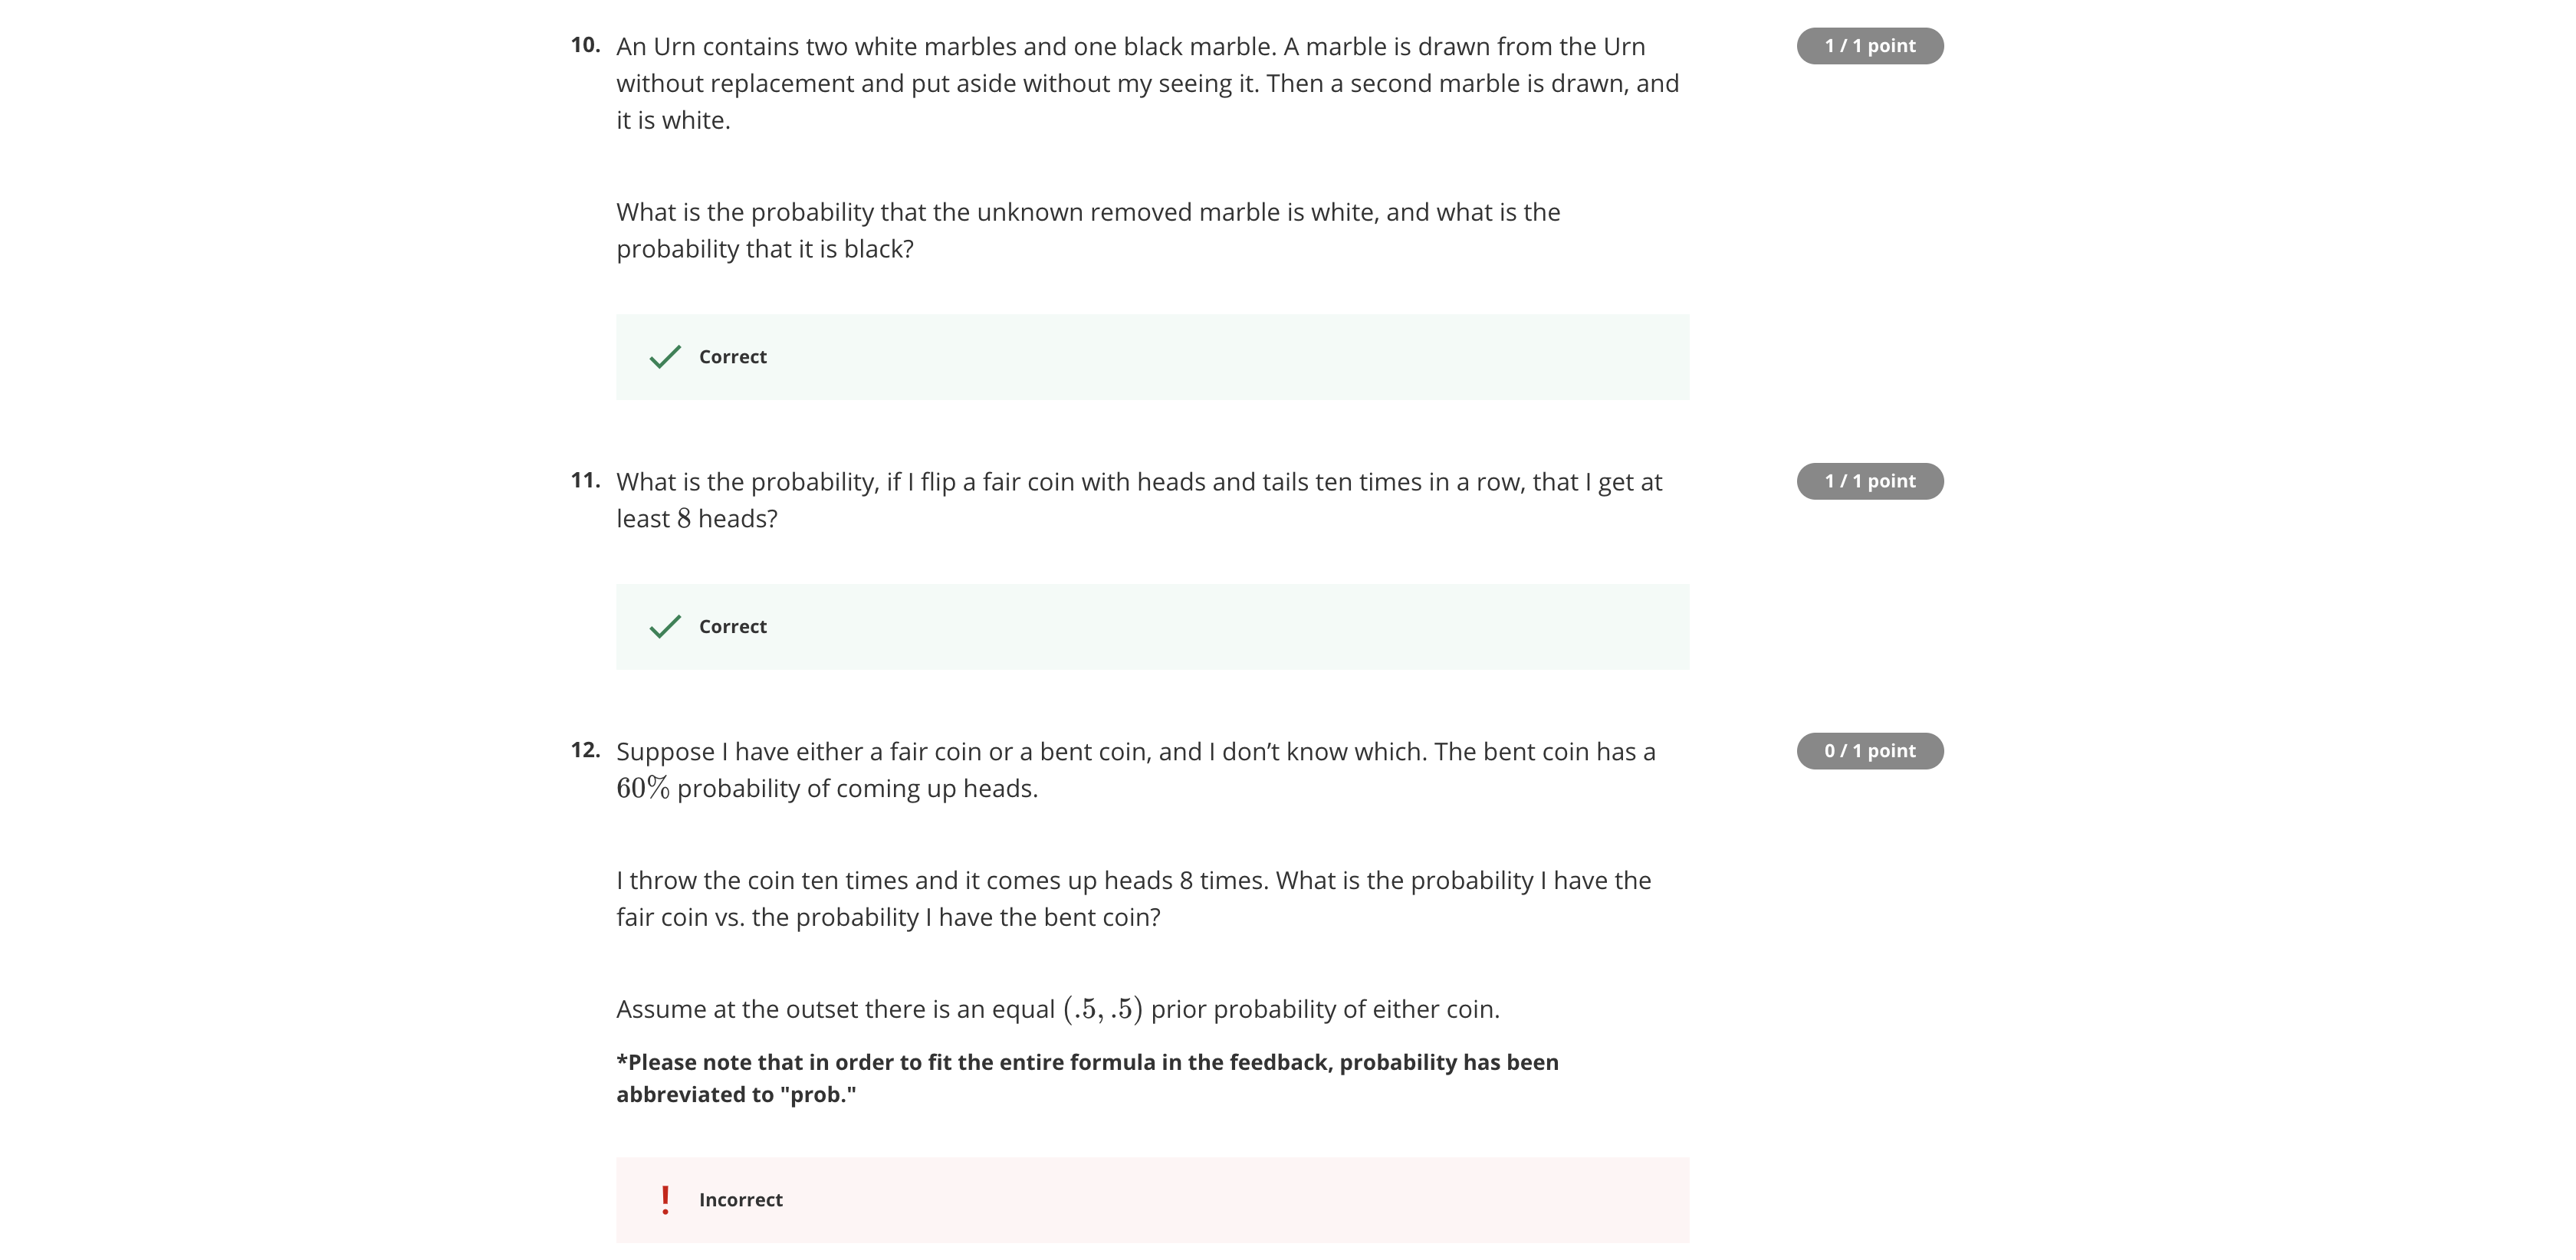 10. An Urn contains two white marbles and one black marble. A marble is drawn from the Urn
1 / 1 point
without replacement and put aside without my seeing it. Then a second marble is drawn, and
it is white.
What is the probability that the unknown removed marble is white, and what is the
probability that it is black?
Correct
11. What is the probability, if I flip a fair coin with heads and tails ten times in a row, that I get at
1 / 1 point
least 8 heads?
Correct
12. Suppose I have either a fair coin or a bent coin, and I don’t know which. The bent coin has a
0 / 1 point
60% probability of coming up heads.
I throw the coin ten times and it comes up heads 8 times. What is the probability I have the
fair coin vs. the probability I have the bent coin?
Assume at the outset there is an equal (.5, .5) prior probability of either coin.
*Please note that in order to fit the entire formula in the feedback, probability has been
abbreviated to "prob."
Incorrect